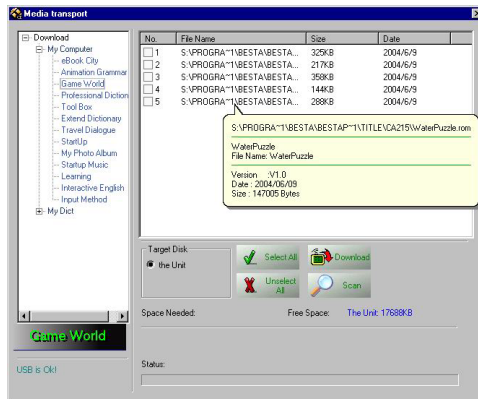 Media transport
Download
My Computer
eBook City
Animation Grammar
Game World
Professional Diction
Tool Box
Extend Dictionary
Travel Dialogue
StartUp
My Photo Album
Startup Music
Learning
Interactive English
Input Method
My Dict
No. File Name Size Date
1 S:\PROGRA~1\BESTA\BESTA... 325KB 2004/6/9
2 S:\PROGRA~1\BESTA\BESTA... 217KB 2004/6/9
3 S:\PROGRA~1\BESTA\BESTA... 358KB 2004/6/9
4 S:\PROGRA~1\BESTA\BESTA... 144KB 2004/6/9
5 S:\PROGRA~1\BESTA\BESTA... 288KB 2004/6/9
S:\PROGRA~1\BESTA\BESTAP~1\TITLE\CA215\WaterPuzzle.rom
WaterPuzzle
File Name: WaterPuzzle
Version :V1.0
Date : 2004/06/09
Size : 147005 Bytes
Target Disk
the Unit
Select All
Download
Unselect
All
Scan
Space Needed: Free Space: The Unit: 17688KB
Game World
USB is Ok!
Status: